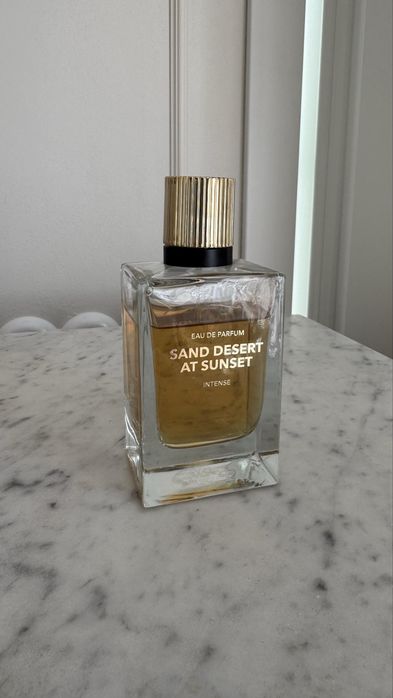 EAU DE PARFUM
SAND DESERT
AT SUNSET
INTENSE